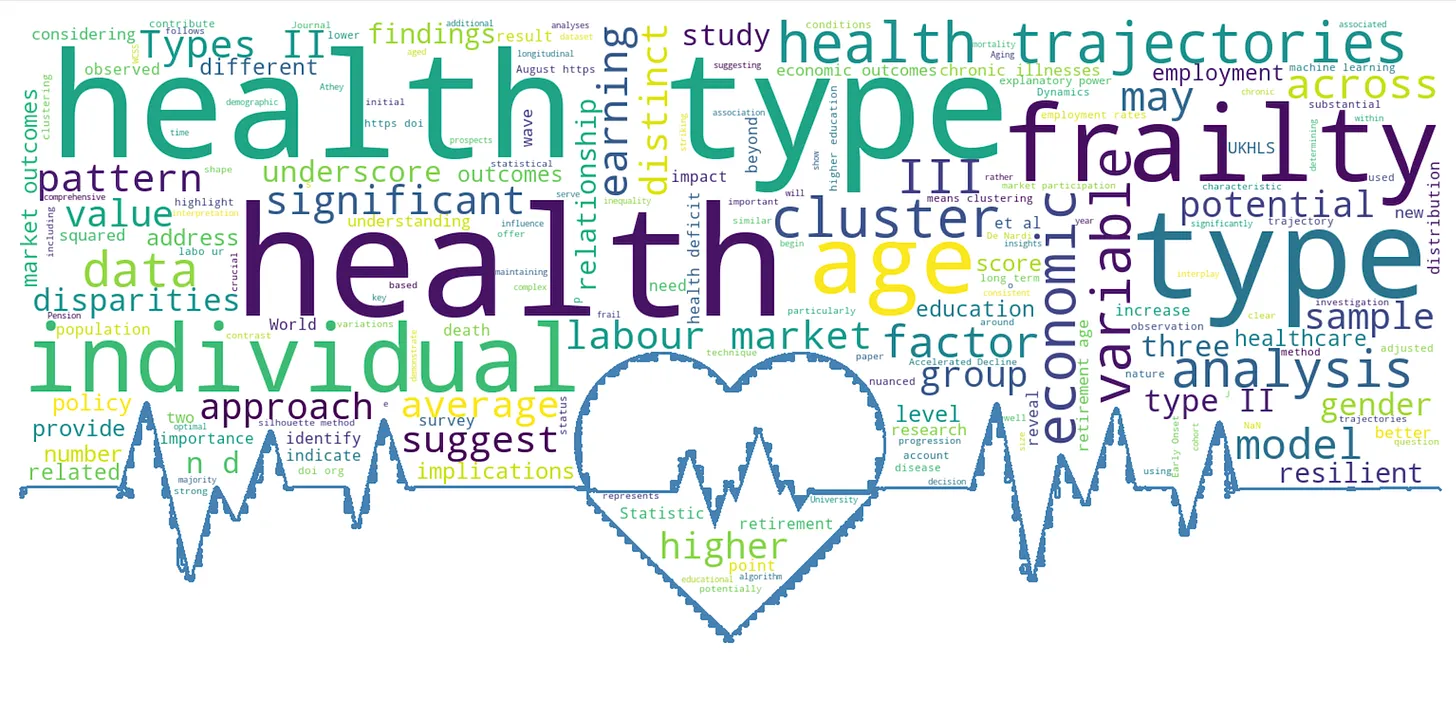 contribute
Journal
additional
analyses
conditions
associated
considering
follows
Types II
lower
findings
result
dataset
earning
distinct
study
health trajectories
WCSS
observed
different
aged
longitudinal
August https
suggesting
mortality
Aging
economic outcomes
chronic illnesses
explanatory power
employment
machine learning
across
clustering
health
type
demographic
Athey
initial
time
https doi
prospects
wave
relationship
striking
association
beyond
show
higher education
Dynamics
may
chronic
substantial
employment rates
frailty
determining
within
UKHLS
used
market outcomes
pattern
shape
underscore
outcomes
statistical
impact
III
rather
market participation
characteristic
comprehensive
highlight
s
significant
serve
inequality
important
will
means clustering
variable
potential
new
distribution
including
value
interpretation
understanding
influence
offer
health deficit
similar
cluster
et al
year
significantly
trajectory
squared
address
labo ur
health
begin
age
De Nardi
insights
economic
type
data
crucial
maintaining
complex
need
score
long term
o
consistent
interplay
disparities
key
based
p
frail
particularly
education
increase
investigation
clear
sample
Pension
population
World
variations
contrast
death
labour market
around
factor
observation
three
healthcare
method
adjusted
individual
demonstrate
technique
paper
Accelerated Decline
retirement age
nature
analysis
nuanced
group
policy
two
optimal
approach
e
average
status
type II
j
gender
provide
silhouette method
survey
level
well
reveal
trajectories
importance
identify
suggest
research
size
progression
Early Onset
cohort
NaN
better
question
number
n d
indicate
account
model
related
majority
strong
doi org
implications
disease
decision
using
resilient
represents
University
Statistic
retirement
higher
point
educational
algorithm
potentially